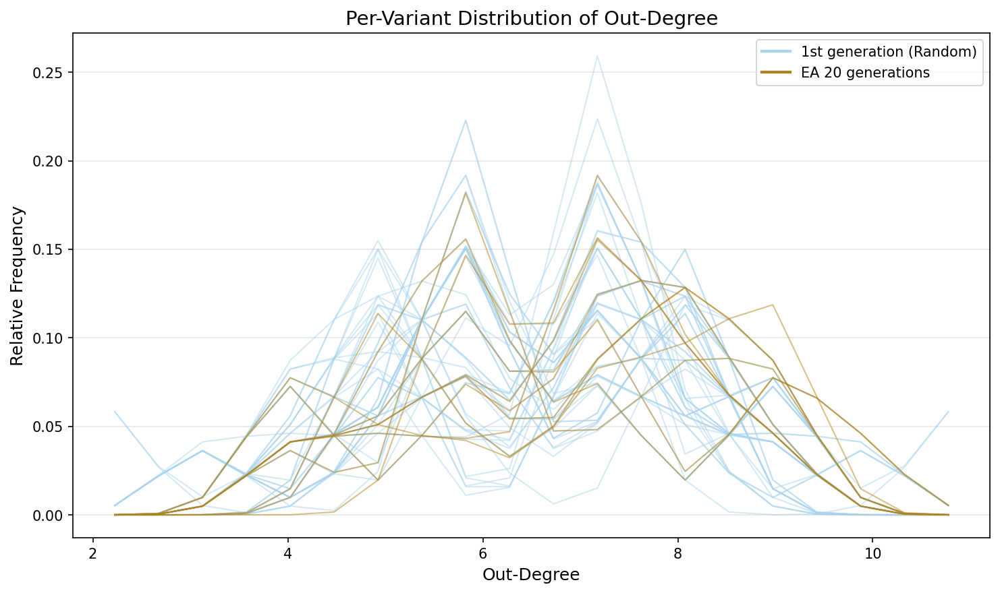 Per-Variant Distribution of Out-Degree
1st generation (Random)
EA 20 generations
Relative Frequency
0.25
0.20
0.15
0.10
0.05
0.00
2 4 6 8 10
Out-Degree